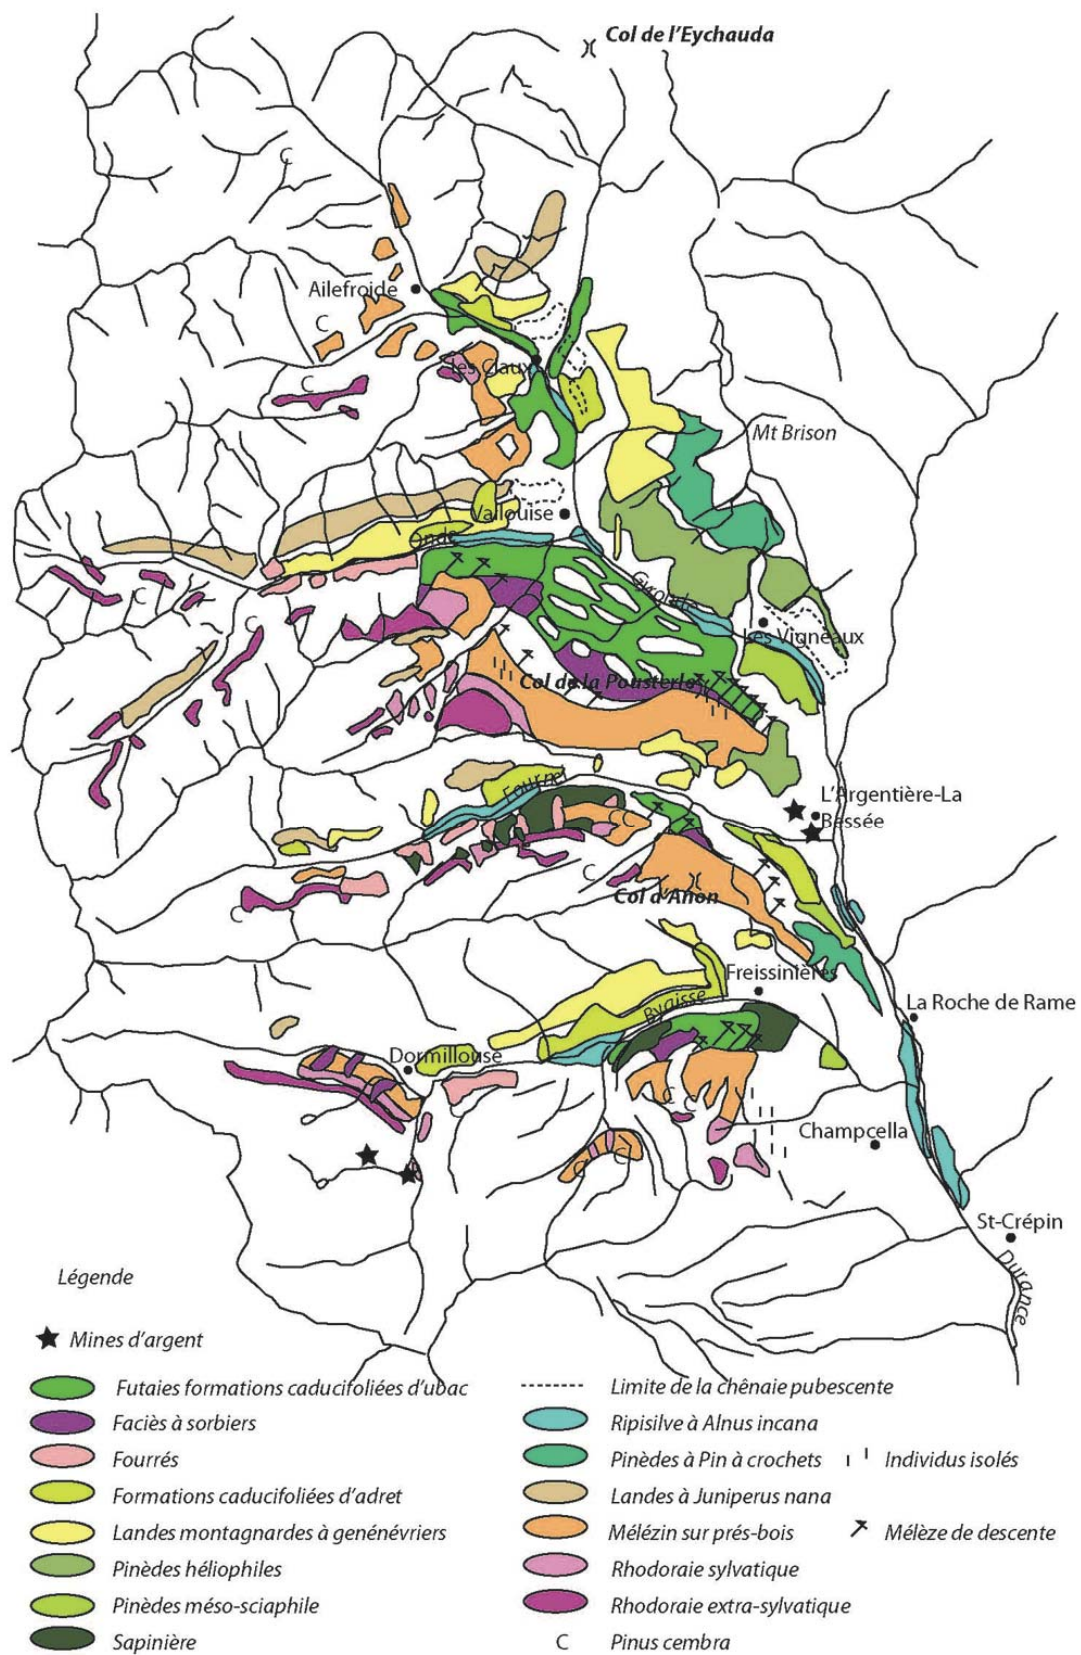 Col de l'Eychauda
C
Ailefroide
C
les Claux
C
Mt Brison
Vallouise
Onde
Gironde
C
C
Les Vigneaux
Col de la Pousterle
Fournel
L'Argentière-La
Bessée
C
C
C
C
Col d'Anon
Freissinières
Byaisse
La Roche de Rame
Dormillouse
C
C
Champcella
C
C
St-Crépin
Durance
Légende
Mines d'argent
Futaies formations caducifoliées d'ubac
Limite de la chênaie pubescente
Faciès à sorbiers
Ripisilve à Alnus incana
Fourrés
Pinèdes à Pin à crochets
Individus isolés
Formations caducifoliées d'adret
Landes à Juniperus nana
Landes montagnardes à genénévriers
Mélézin sur prés-bois
Mélèze de descente
Pinèdes héliophiles
Rhodoraie sylvatique
Pinèdes méso-sciaphile
Rhodoraie extra-sylvatique
Sapinière
C
Pinus cembra